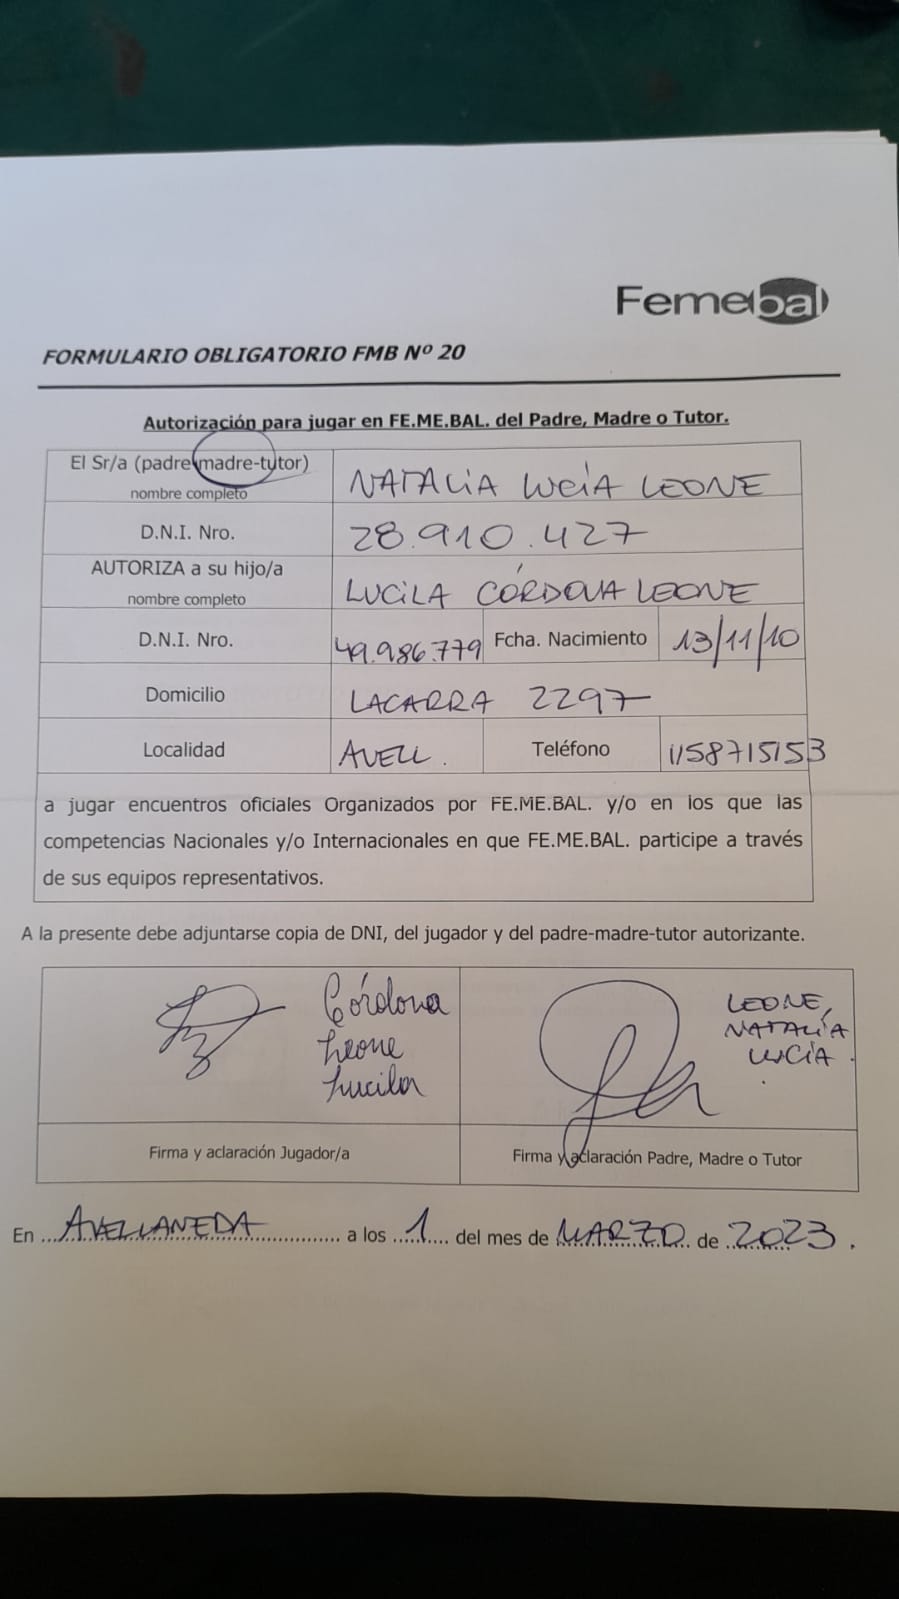 Femebal
FORMULARIO OBLIGATORIO FMB Nº 20
Autorización para jugar en FE.ME.BAL. del Padre, Madre o Tutor.
El Sr/a (padre-madre-tutor)
nombre completo
NATALIA LUCÍA LEONE
D.N.I. Nro.
28.910.427
AUTORIZA a su hijo/a
nombre completo
LUCILA CÓRDOVA LEONE
D.N.I. Nro.
49.986.779
Fcha. Nacimiento
13/11/10
Domicilio
LACARRA 2297
Localidad
AVELL.
Teléfono
1158715153
a jugar encuentros oficiales Organizados por FE.ME.BAL. y/o en los que las
competencias Nacionales y/o Internacionales en que FE.ME.BAL. participe a través
de sus equipos representativos.
A la presente debe adjuntarse copia de DNI, del jugador y del padre-madre-tutor autorizante.
Córdova
Leone
Lucila
LEONE,
NATALÍA
LUCÍA.
Firma y aclaración Jugador/a
Firma y aclaración Padre, Madre o Tutor
En AVELLANEDA a los 1 del mes de MARZO de 2023.